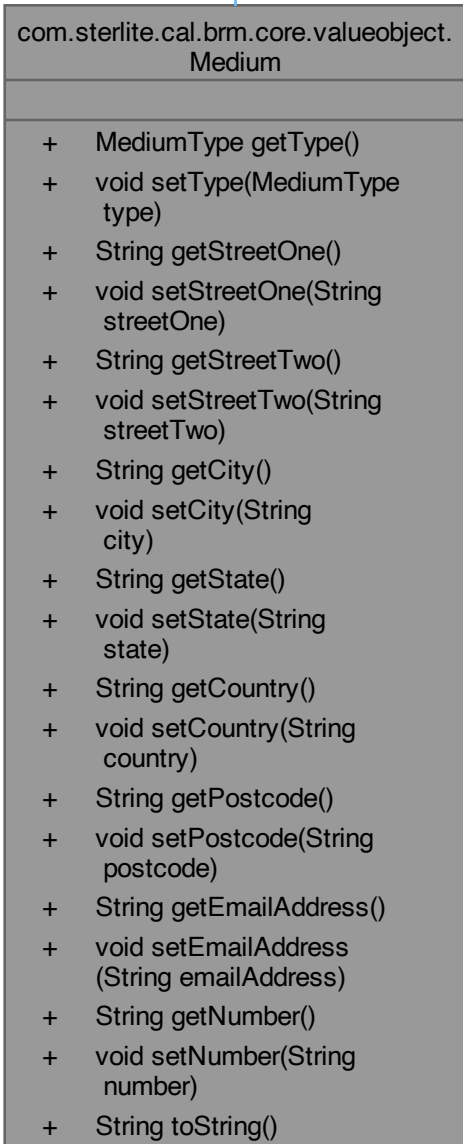 com.sterlite.cal.brm.core.valueobject.
Medium
+ MediumType getType()
+ void setType(MediumType
type)
+ String getStreetOne()
+ void setStreetOne(String
streetOne)
+ String getStreetTwo()
+ void setStreetTwo(String
streetTwo)
+ String getCity()
+ void setCity(String
city)
+ String getState()
+ void setState(String
state)
+ String getCountry()
+ void setCountry(String
country)
+ String getPostcode()
+ void setPostcode(String
postcode)
+ String getEmailAddress()
+ void setEmailAddress
(String emailAddress)
+ String getNumber()
+ void setNumber(String
number)
+ String toString()